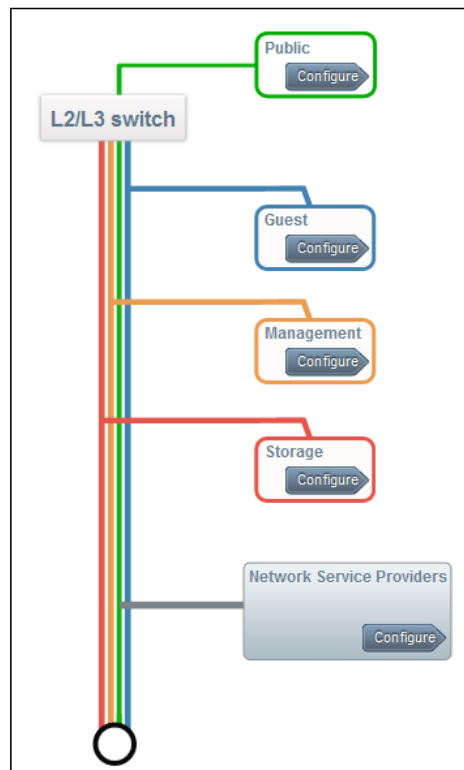 Public
Configure
L2/L3 switch
Guest
Configure
Management
Configure
Storage
Configure
Network Service Providers
Configure